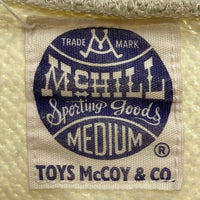 TRADE MARK
McHILL
Sporting Goods
MEDIUM
®
TOYS McCOY & CO.